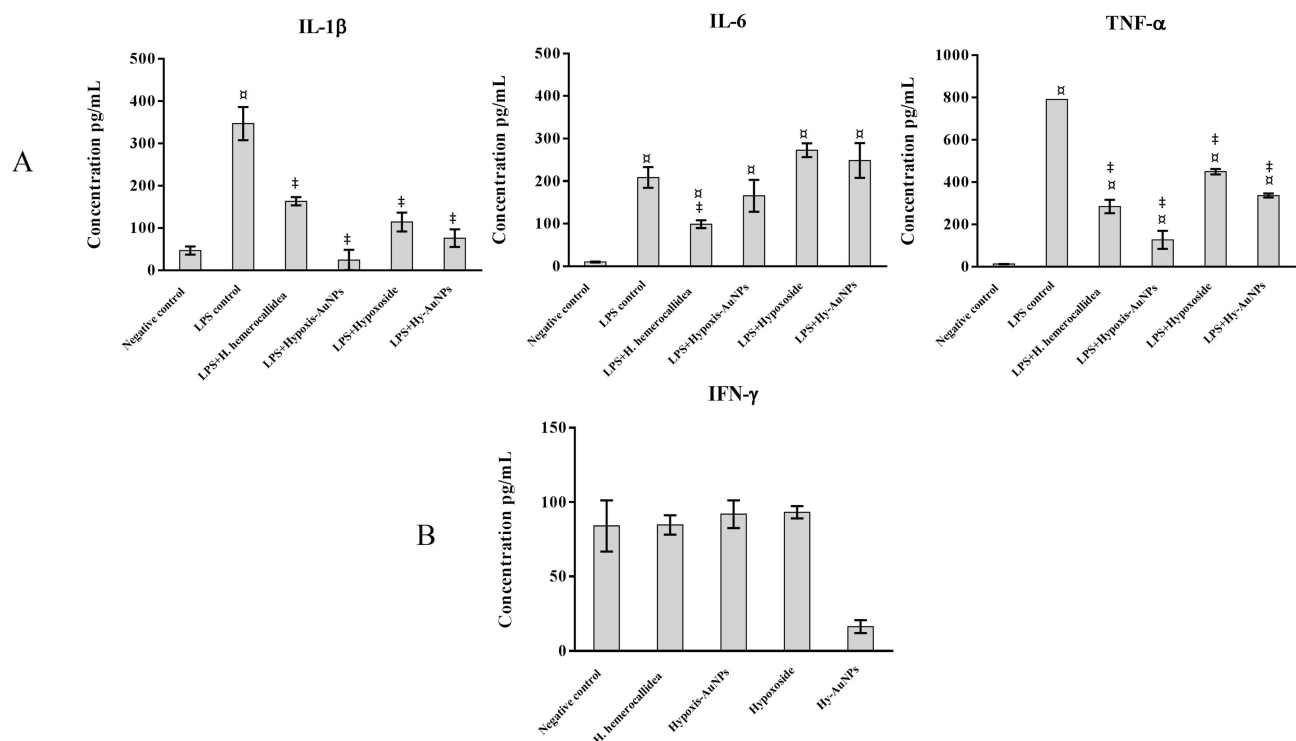 A
IL-1β
Concentration pg/mL
500
400
300
200
100
0
¤
‡
‡
‡
‡
Negative control
LPS control
LPS+H. hemerocallidea
LPS+Hypoxis-AuNPs
LPS+Hypoxoside
LPS+Hy-AuNPs
IL-6
Concentration pg/mL
500
400
300
200
100
0
¤
¤
‡
¤
¤
¤
Negative control
LPS control
LPS+H. hemerocallidea
LPS+Hypoxis-AuNPs
LPS+Hypoxoside
LPS+Hy-AuNPs
TNF-α
Concentration pg/mL
1000
800
600
400
200
0
¤
‡
¤
‡
¤
‡
¤
‡
¤
Negative control
LPS control
LPS+H. hemerocallidea
LPS+Hypoxis-AuNPs
LPS+Hypoxoside
LPS+Hy-AuNPs
B
IFN-γ
Concentration pg/mL
150
100
50
0
Negative control
H. hemerocallidea
Hypoxis-AuNPs
Hypoxoside
Hy-AuNPs